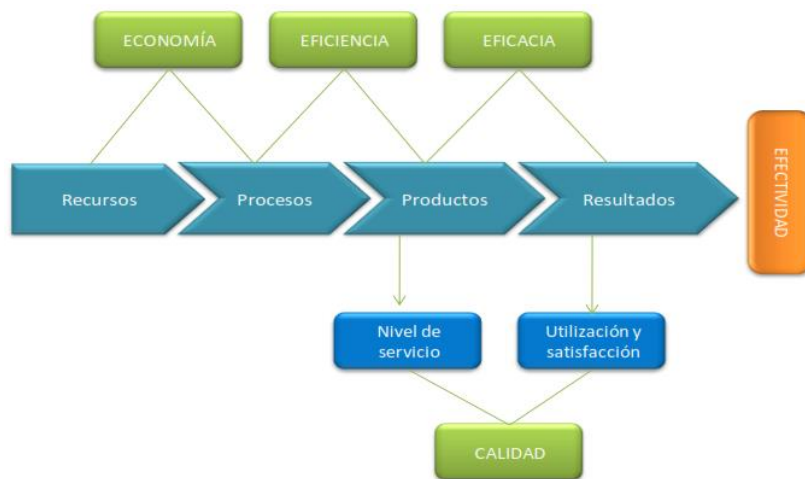 ECONOMÍA
EFICIENCIA
EFICACIA
EFECTIVIDAD
Recursos
Procesos
Productos
Resultados
Nivel de
servicio
Utilización y
satisfacción
CALIDAD